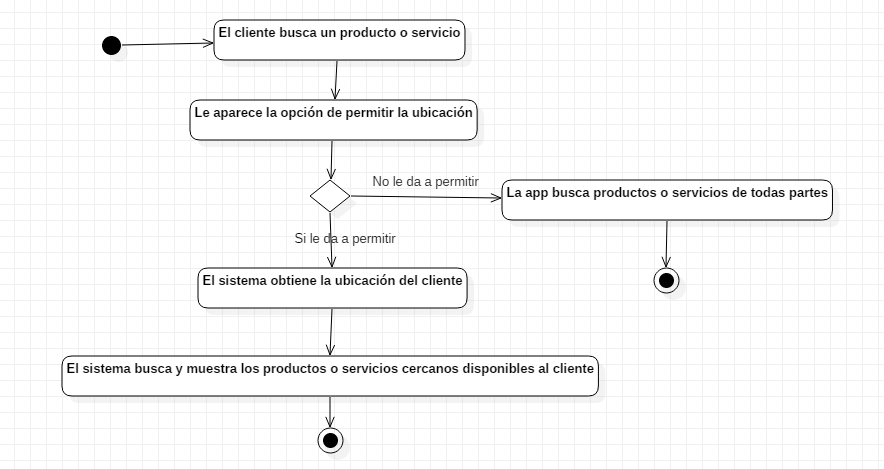 El cliente busca un producto o servicio
Le aparece la opción de permitir la ubicación
No le da a permitir
La app busca productos o servicios de todas partes
Si le da a permitir
El sistema obtiene la ubicación del cliente
El sistema busca y muestra los productos o servicios cercanos disponibles al cliente